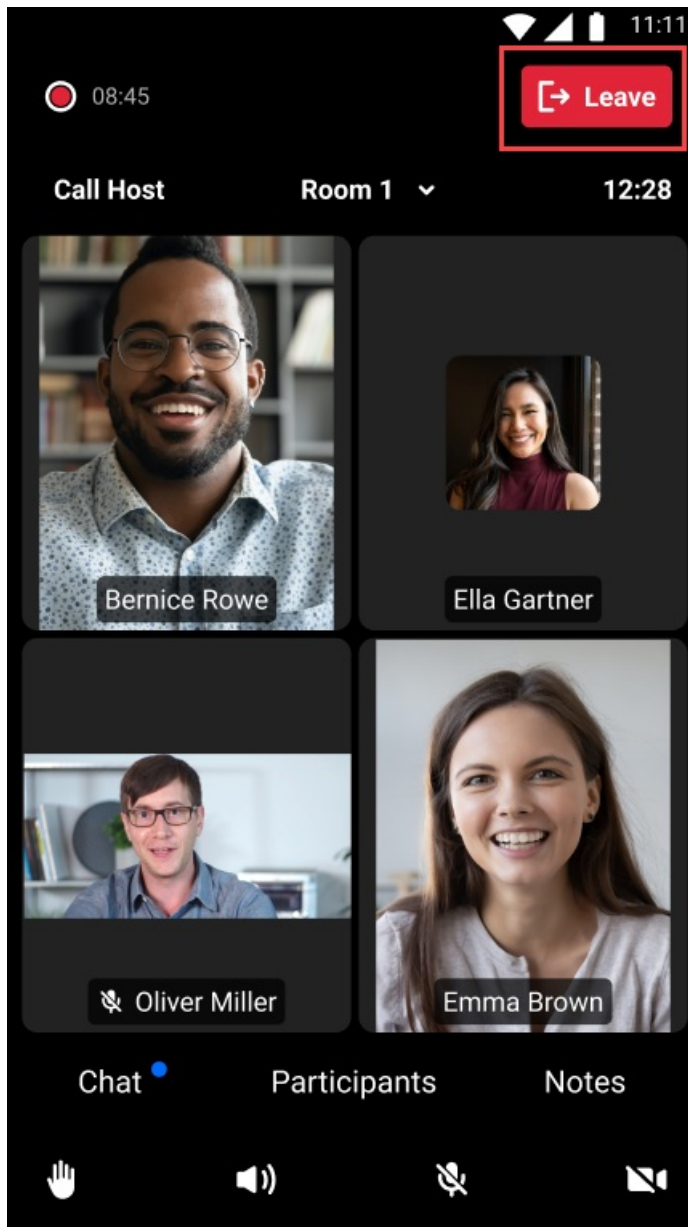 11:11
08:45
Leave
Call Host Room 1 12:28
Bernice Rowe
Ella Gartner
Oliver Miller
Emma Brown
Chat Participants Notes